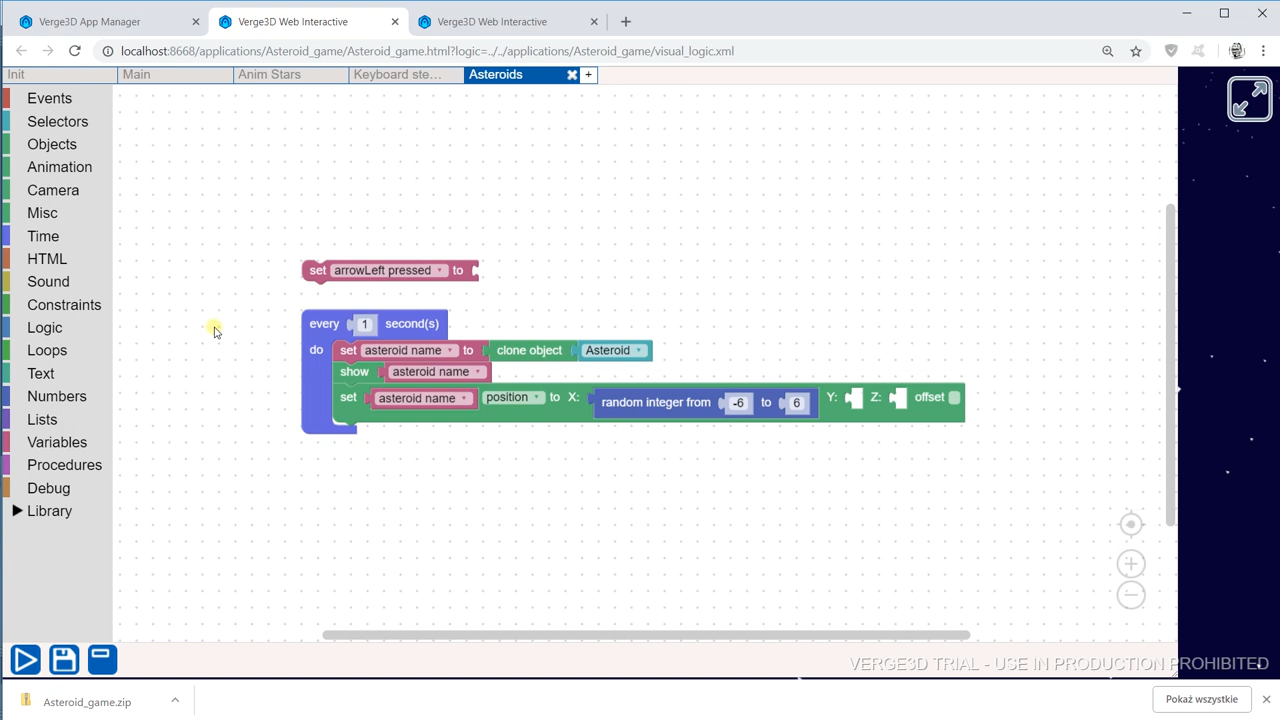 Verge3D App Manager
Verge3D Web Interactive
Verge3D Web Interactive
localhost:8668/applications/Asteroid_game/Asteroid_game.html?logic=../../applications/Asteroid_game/visual_logic.xml
Init
Main
Anim Stars
Keyboard ste...
Asteroids
Events
Selectors
Objects
Animation
Camera
Misc
Time
HTML
Sound
Constraints
Logic
Loops
Text
Numbers
Lists
Variables
Procedures
Debug
Library
set arrowLeft pressed to
every 1 second(s)
do set asteroid name to clone object Asteroid
show asteroid name
set asteroid name position to X: random integer from -6 to 6 Y: Z: offset
VERGE3D TRIAL - USE IN PRODUCTION PROHIBITED
Asteroid_game.zip
Pokaż wszystkie